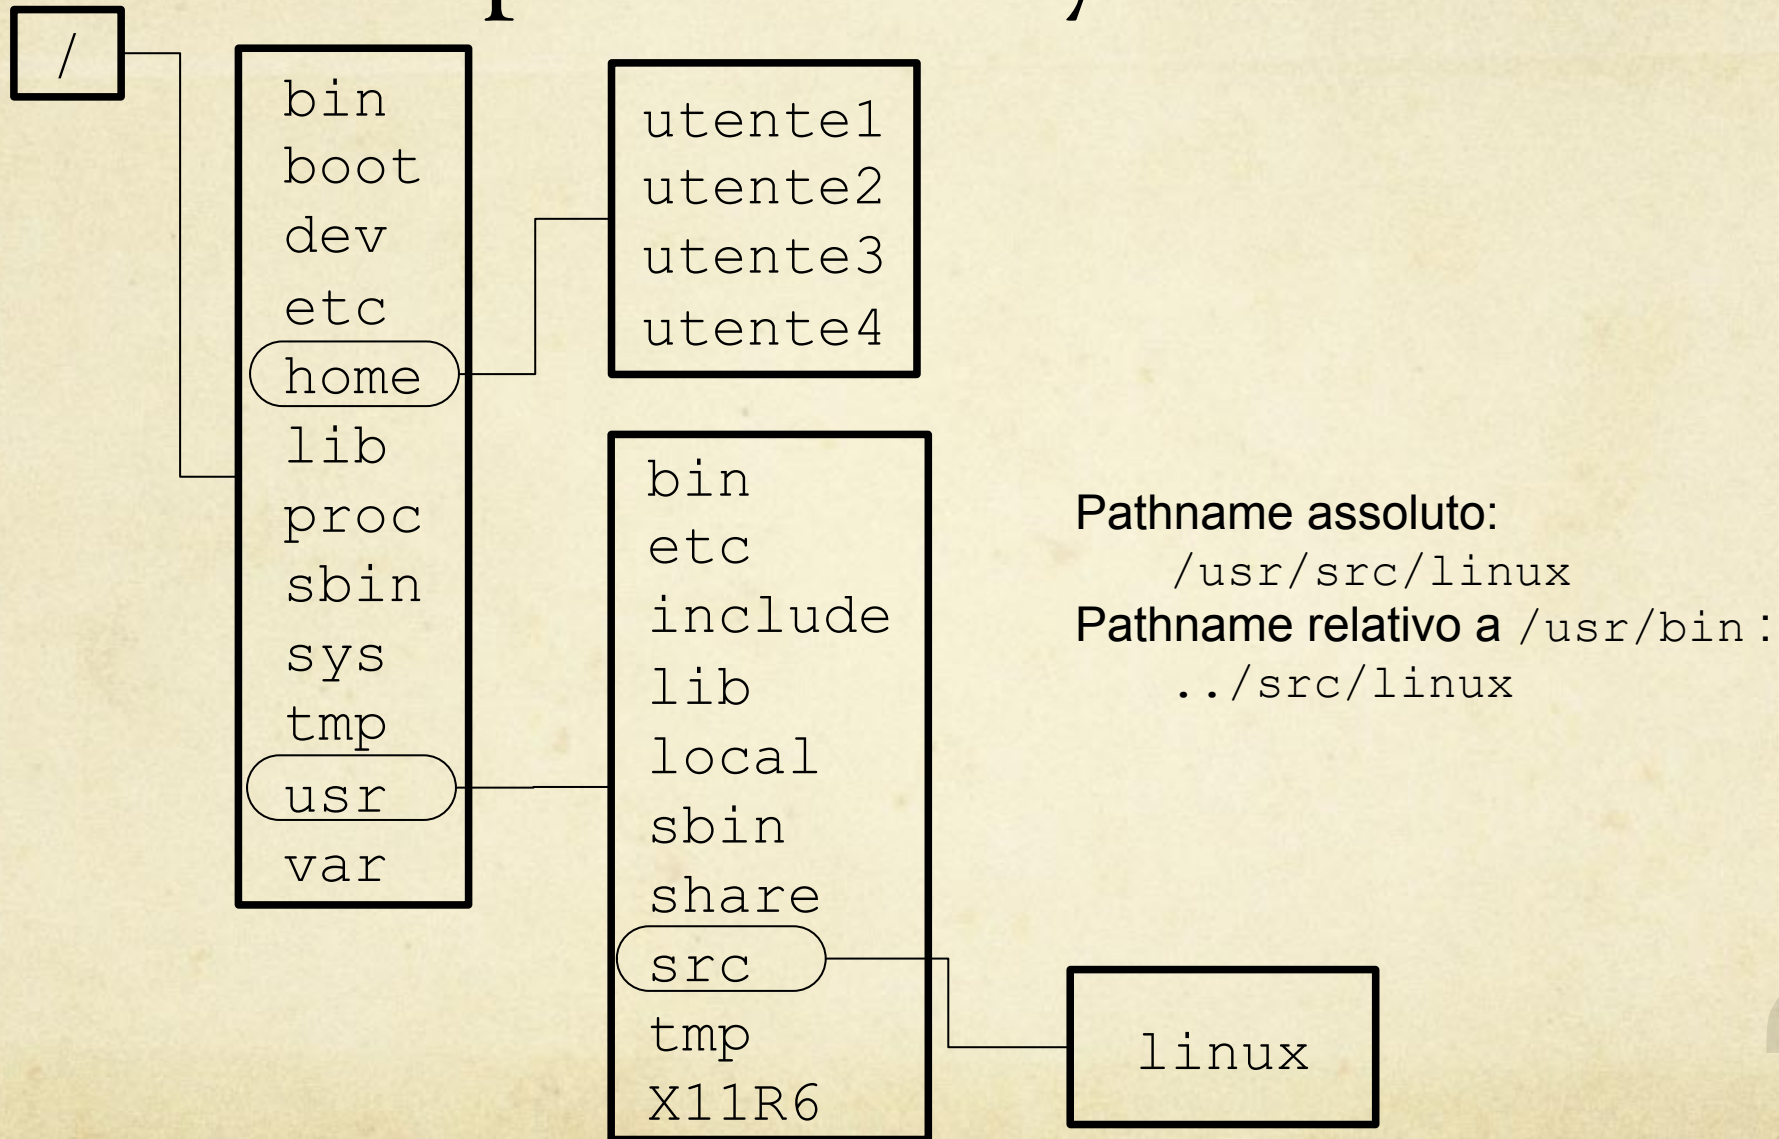 /
bin
boot
dev
etc
home
lib
proc
sbin
sys
tmp
usr
var
utente1
utente2
utente3
utente4
bin
etc
include
lib
local
sbin
share
src
tmp
X11R6
linux
Pathname assoluto:
/usr/src/linux
Pathname relativo a /usr/bin :
../src/linux